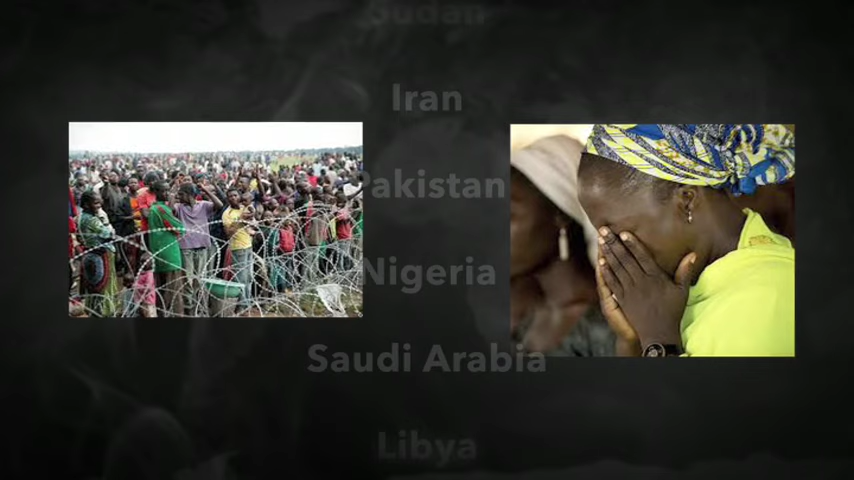 Sudan
Iran
Pakistan
Nigeria
Saudi Arabia
Libya